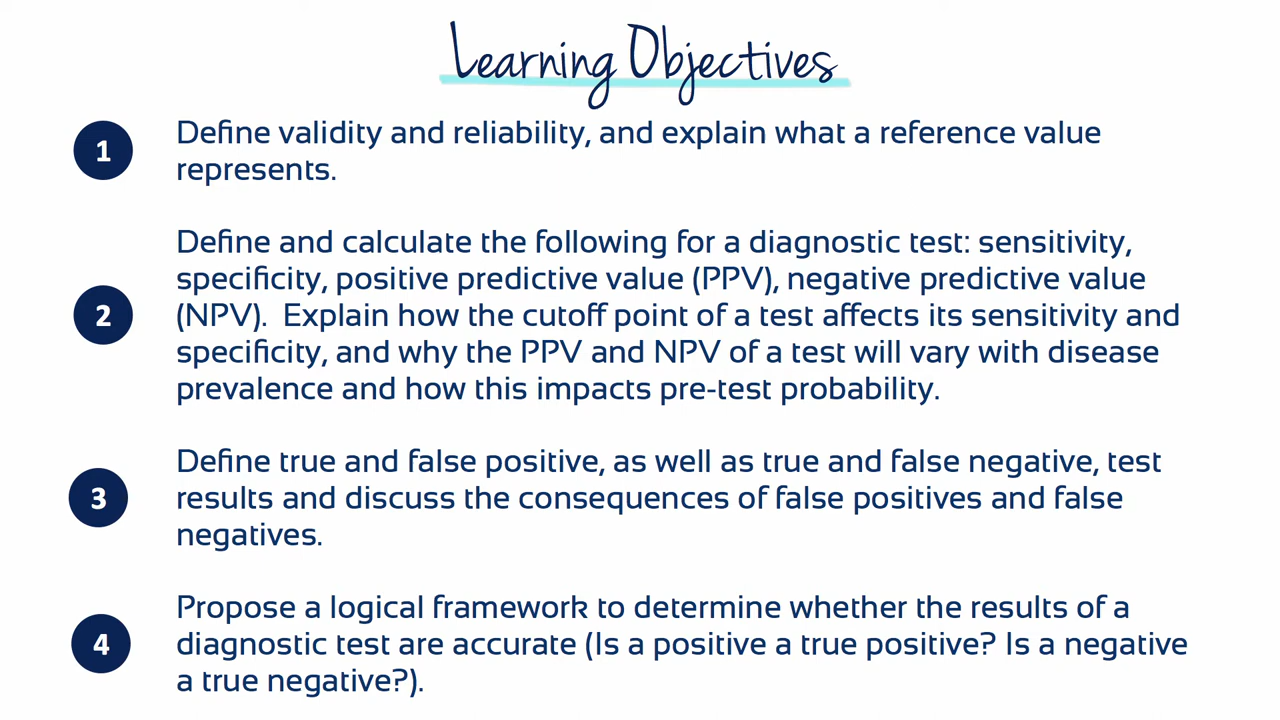 Learning Objectives
1
Define validity and reliability, and explain what a reference value
represents.
2
Define and calculate the following for a diagnostic test: sensitivity,
specificity, positive predictive value (PPV), negative predictive value
(NPV).  Explain how the cutoff point of a test affects its sensitivity and
specificity, and why the PPV and NPV of a test will vary with disease
prevalence and how this impacts pre-test probability.
3
Define true and false positive, as well as true and false negative, test
results and discuss the consequences of false positives and false
negatives.
4
Propose a logical framework to determine whether the results of a
diagnostic test are accurate (Is a positive a true positive? Is a negative
a true negative?).